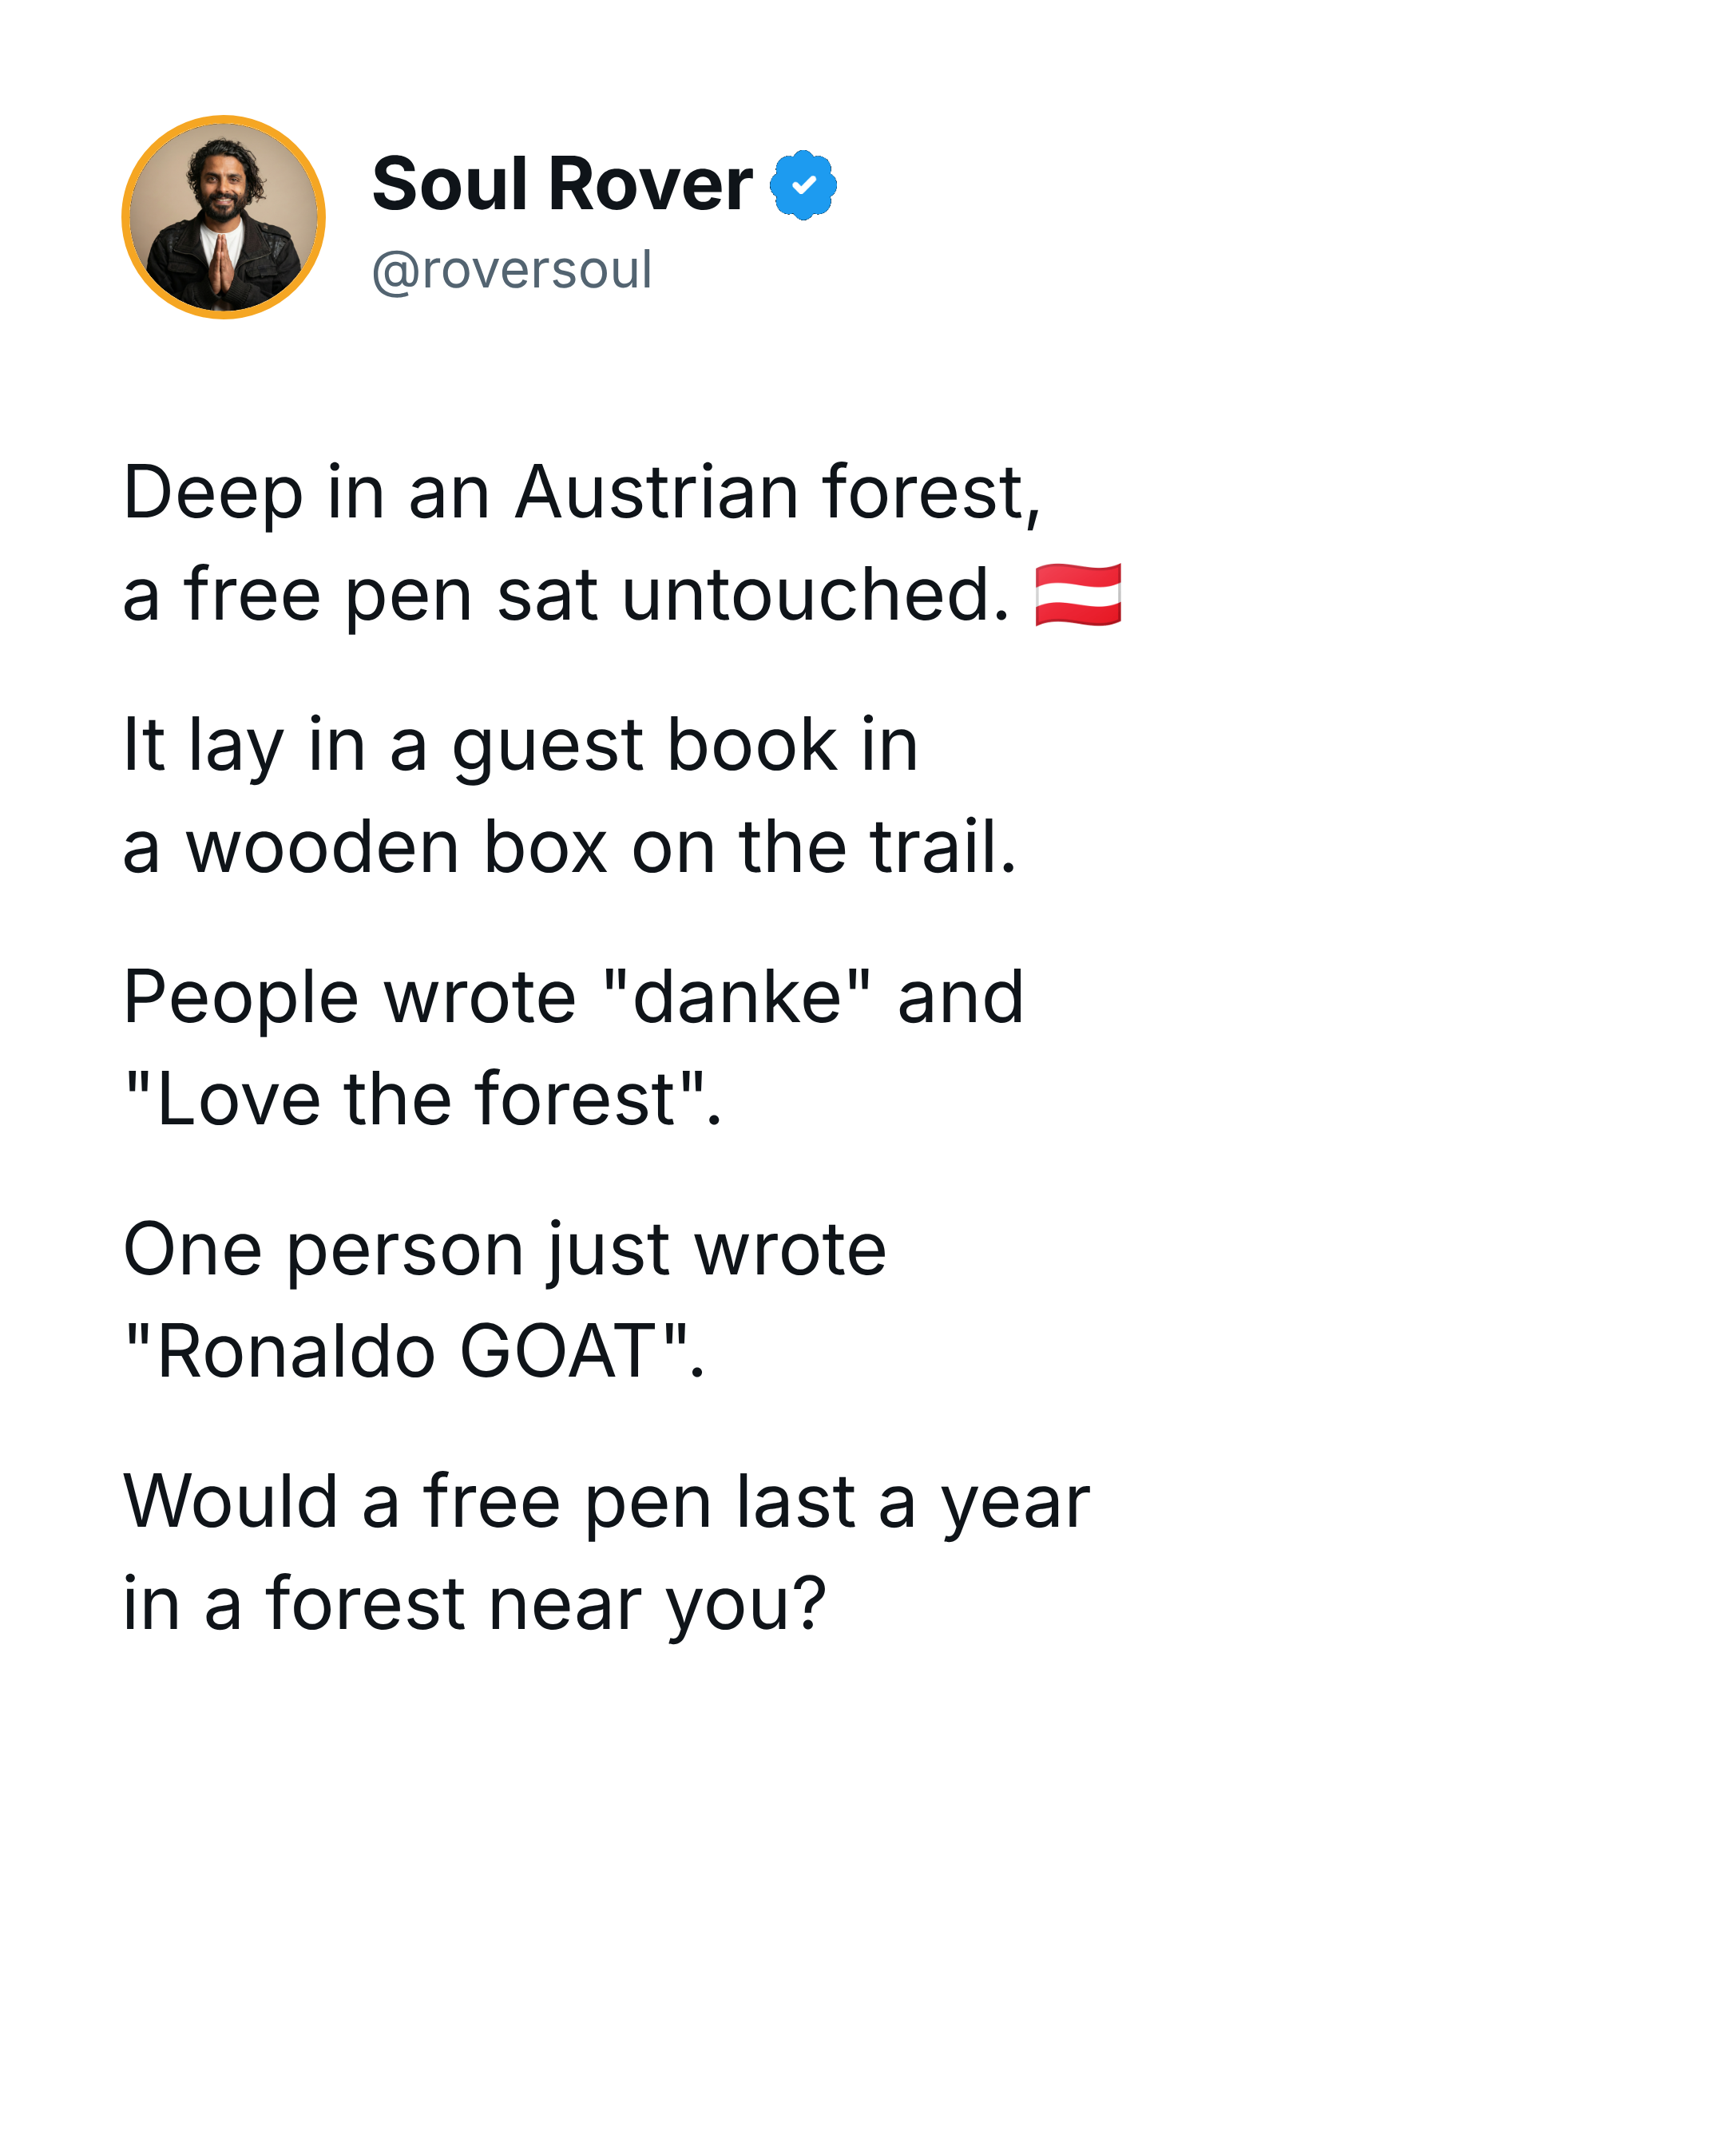 Soul Rover
@roversoul
Deep in an Austrian forest,
a free pen sat untouched. 🇦🇹
It lay in a guest book in
a wooden box on the trail.
People wrote "danke" and
"Love the forest".
One person just wrote
"Ronaldo GOAT".
Would a free pen last a year
in a forest near you?